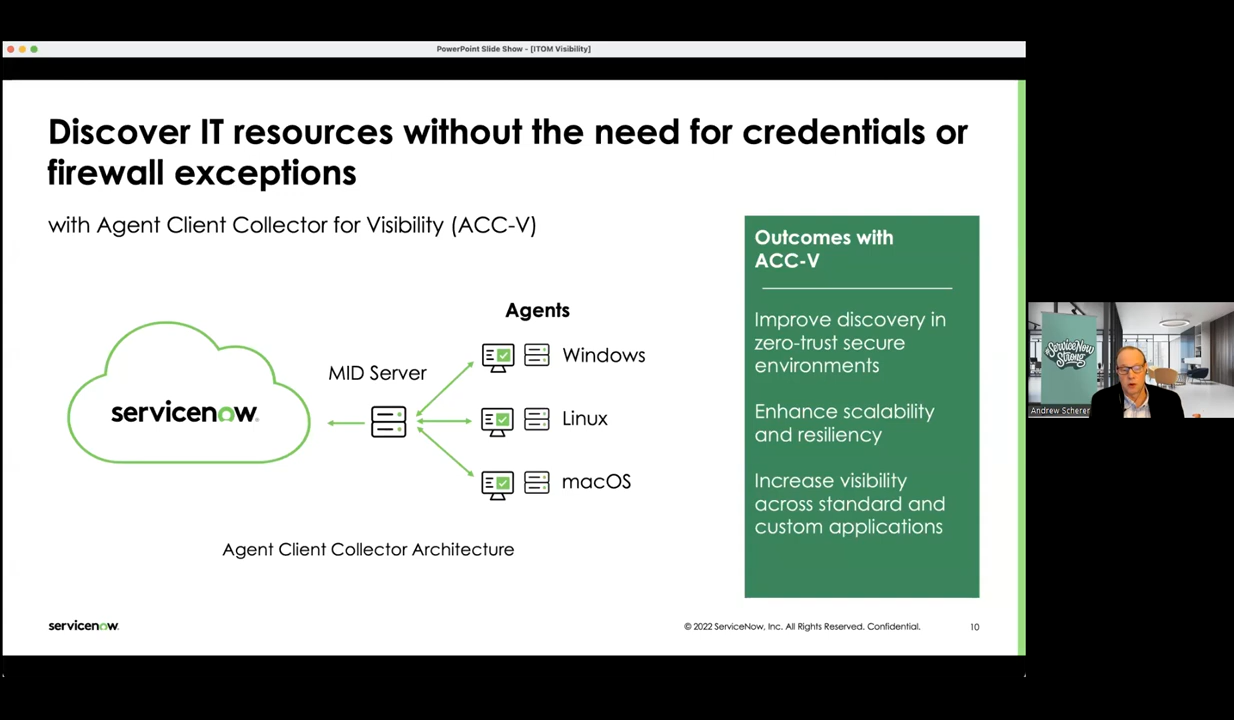 PowerPoint Slide Show - [ITOM Visibility]
Discover IT resources without the need for credentials or
firewall exceptions
with Agent Client Collector for Visibility (ACC-V)
servicenow.
MID Server
Agents
Windows
Linux
macOS
Agent Client Collector Architecture
Outcomes with
ACC-V
Improve discovery in
zero-trust secure
environments
Enhance scalability
and resiliency
Increase visibility
across standard and
custom applications
servicenow.
© 2022 ServiceNow, Inc. All Rights Reserved. Confidential.
10
#ServiceNow
Strong
Andrew Scherer